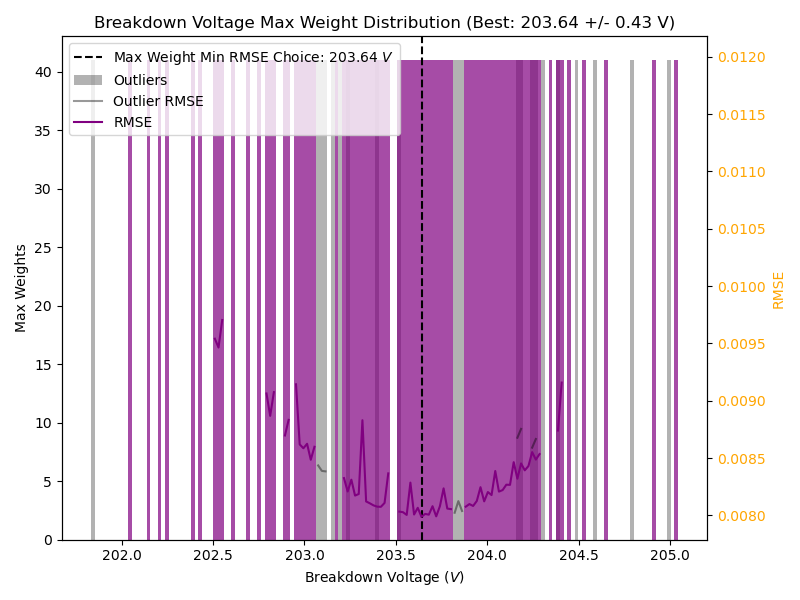 Breakdown Voltage Max Weight Distribution (Best: 203.64 +/- 0.43 V)
Max Weight Min RMSE Choice: 203.64 V
Outliers
Outlier RMSE
RMSE
Max Weights
40
35
30
25
20
15
10
5
0
0.0120
0.0115
0.0110
0.0105
0.0100
0.0095
0.0090
0.0085
0.0080
RMSE
202.0 202.5 203.0 203.5 204.0 204.5 205.0
Breakdown Voltage (V)